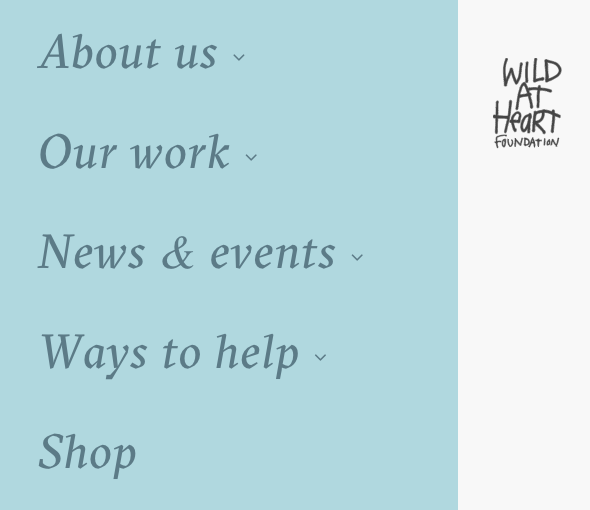 About us
Our work
News & events
Ways to help
Shop
WILD
AT
HeaRT
FOUNDATION